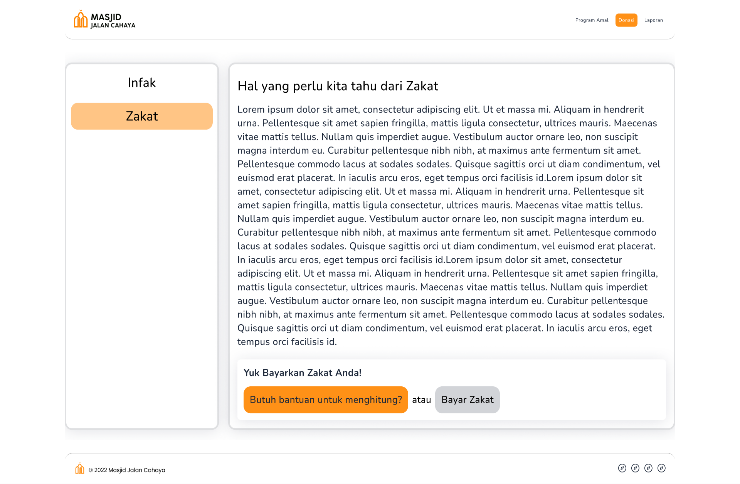 MASJID
JALAN CAHAYA
Program Amal
Donasi
Laporan
Infak
Zakat
Hal yang perlu kita tahu dari Zakat
Lorem ipsum dolor sit amet, consectetur adipiscing elit. Ut et massa mi. Aliquam in hendrerit
urna. Pellentesque sit amet sapien fringilla, mattis ligula consectetur, ultrices mauris. Maecenas
vitae mattis tellus. Nullam quis imperdiet augue. Vestibulum auctor ornare leo, non suscipit
magna interdum eu. Curabitur pellentesque nibh nibh, at maximus ante fermentum sit amet.
Pellentesque commodo lacus at sodales sodales. Quisque sagittis orci ut diam condimentum, vel
euismod erat placerat. In iaculis arcu eros, eget tempus orci facilisis id.Lorem ipsum dolor sit
amet, consectetur adipiscing elit. Ut et massa mi. Aliquam in hendrerit urna. Pellentesque sit
amet sapien fringilla, mattis ligula consectetur, ultrices mauris. Maecenas vitae mattis tellus.
Nullam quis imperdiet augue. Vestibulum auctor ornare leo, non suscipit magna interdum eu.
Curabitur pellentesque nibh nibh, at maximus ante fermentum sit amet. Pellentesque commodo
lacus at sodales sodales. Quisque sagittis orci ut diam condimentum, vel euismod erat placerat.
In iaculis arcu eros, eget tempus orci facilisis id.Lorem ipsum dolor sit amet, consectetur
adipiscing elit. Ut et massa mi. Aliquam in hendrerit urna. Pellentesque sit amet sapien fringilla,
mattis ligula consectetur, ultrices mauris. Maecenas vitae mattis tellus. Nullam quis imperdiet
augue. Vestibulum auctor ornare leo, non suscipit magna interdum eu. Curabitur pellentesque
nibh nibh, at maximus ante fermentum sit amet. Pellentesque commodo lacus at sodales sodales.
Quisque sagittis orci ut diam condimentum, vel euismod erat placerat. In iaculis arcu eros, eget
tempus orci facilisis id.
Yuk Bayarkan Zakat Anda!
Butuh bantuan untuk menghitung? atau Bayar Zakat
© 2022 Masjid Jalan Cahaya